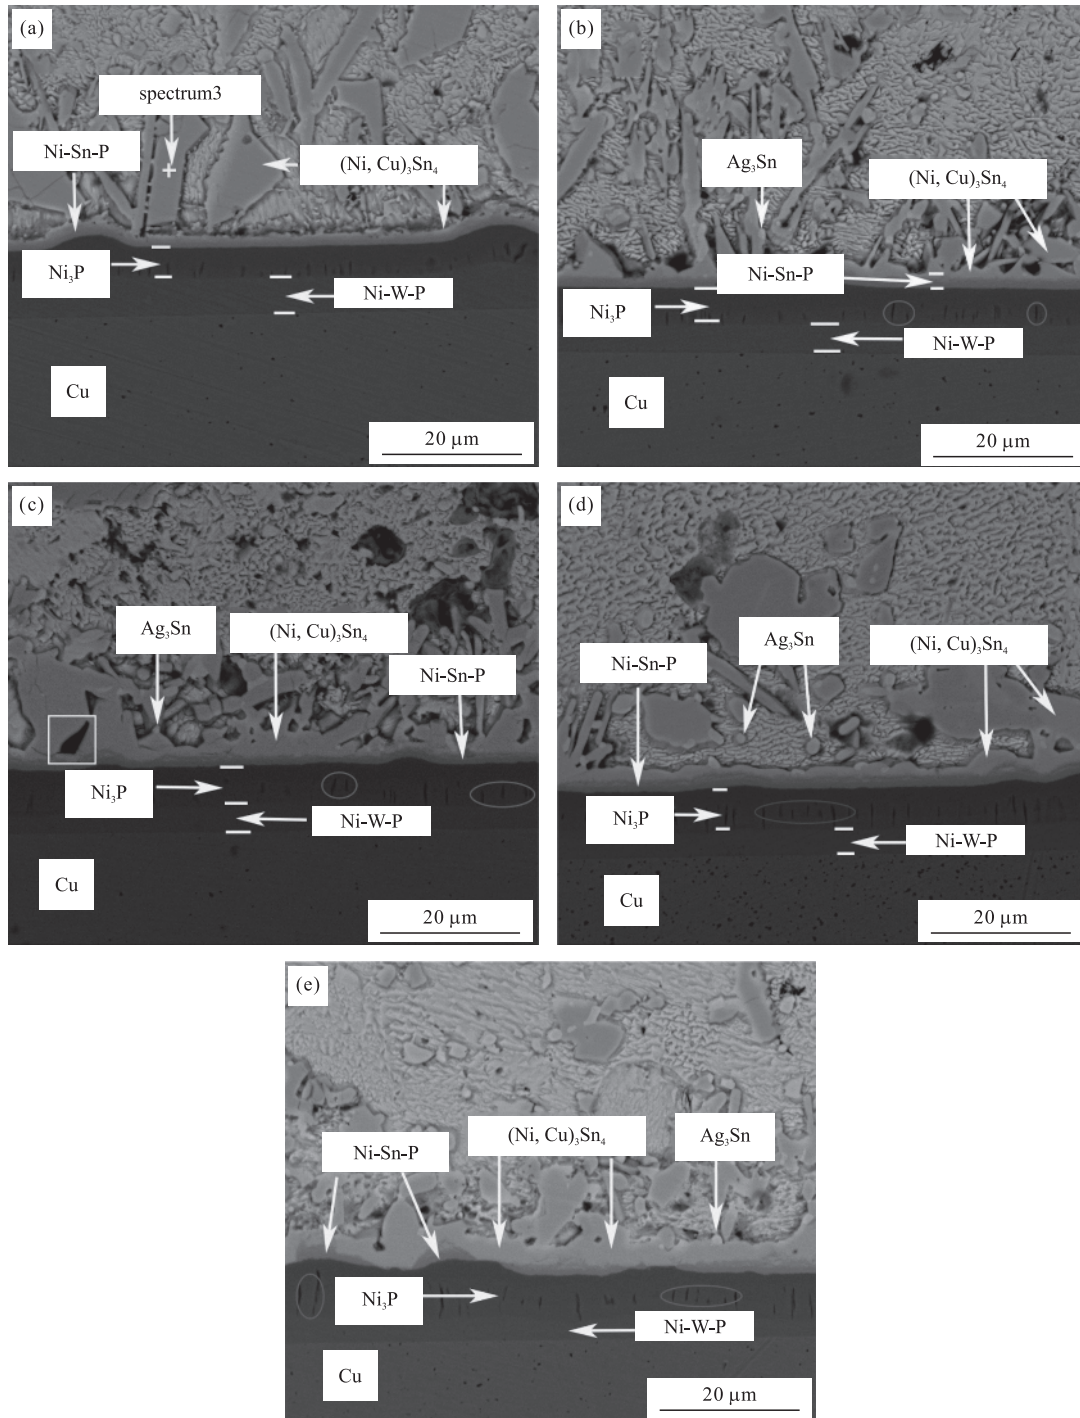 (a)
spectrum3
Ni-Sn-P
(Ni, Cu)₃Sn₄
Ni₃P
Ni-W-P
Cu
20 μm
(b)
Ag₃Sn
(Ni, Cu)₃Sn₄
Ni-Sn-P
Ni₃P
Ni-W-P
Cu
20 μm
(c)
Ag₃Sn
(Ni, Cu)₃Sn₄
Ni-Sn-P
Ni₃P
Ni-W-P
Cu
20 μm
(d)
Ag₃Sn
(Ni, Cu)₃Sn₄
Ni-Sn-P
Ni₃P
Ni-W-P
Cu
20 μm
(e)
(Ni, Cu)₃Sn₄
Ag₃Sn
Ni-Sn-P
Ni₃P
Ni-W-P
Cu
20 μm